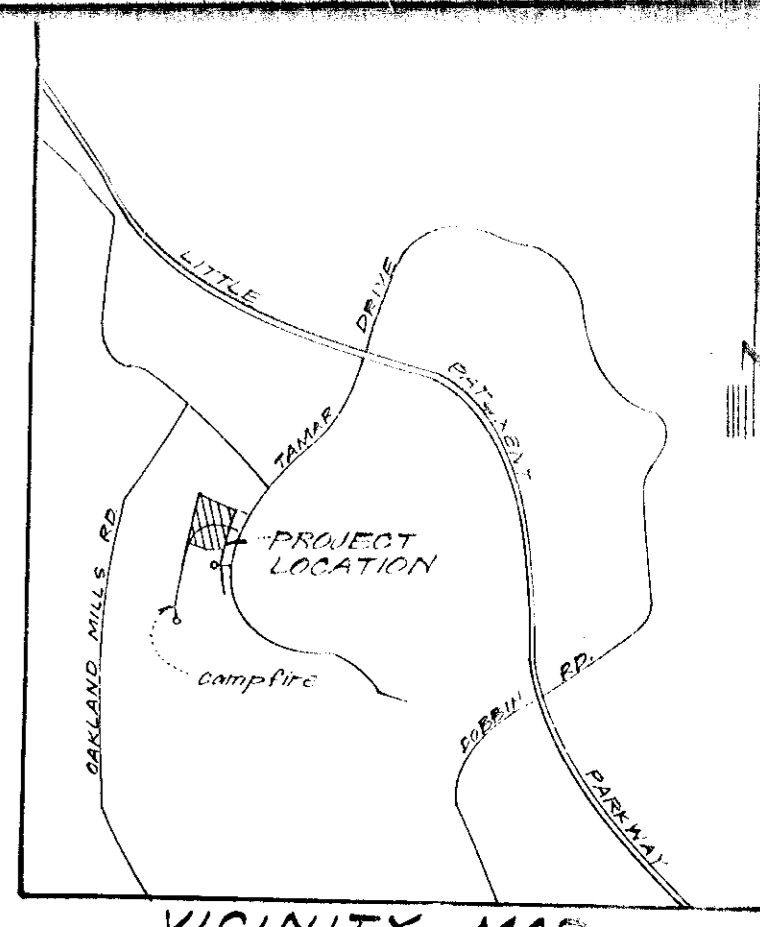 LITTLE
DRIVE
PATUXENT
TAMAR
PROJECT
LOCATION
OAKLAND MILLS RD.
campfire
DOBBIN RD.
PARKWAY
VICINITY MAP